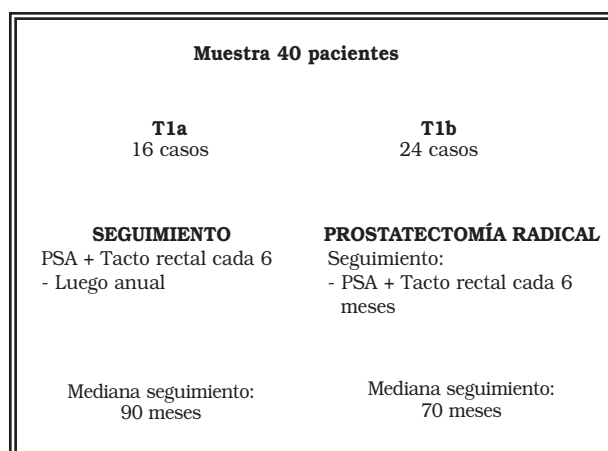 Muestra 40 pacientes
T1a
16 casos
T1b
24 casos
SEGUIMIENTO
PSA + Tacto rectal cada 6
- Luego anual
PROSTATECTOMÍA RADICAL
Seguimiento:
- PSA + Tacto rectal cada 6
meses
Mediana seguimiento:
90 meses
Mediana seguimiento:
70 meses